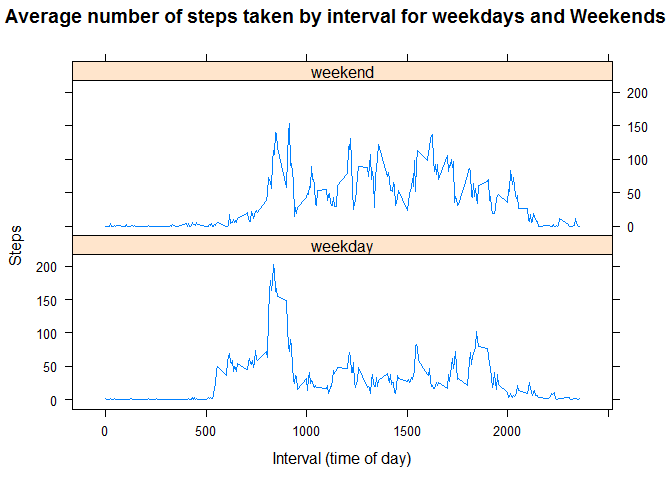 Average number of steps taken by interval for weekdays and Weekends
weekend
200
150
100
50
0
Steps
weekday
200
150
100
50
0
0 500 1000 1500 2000
Interval (time of day)